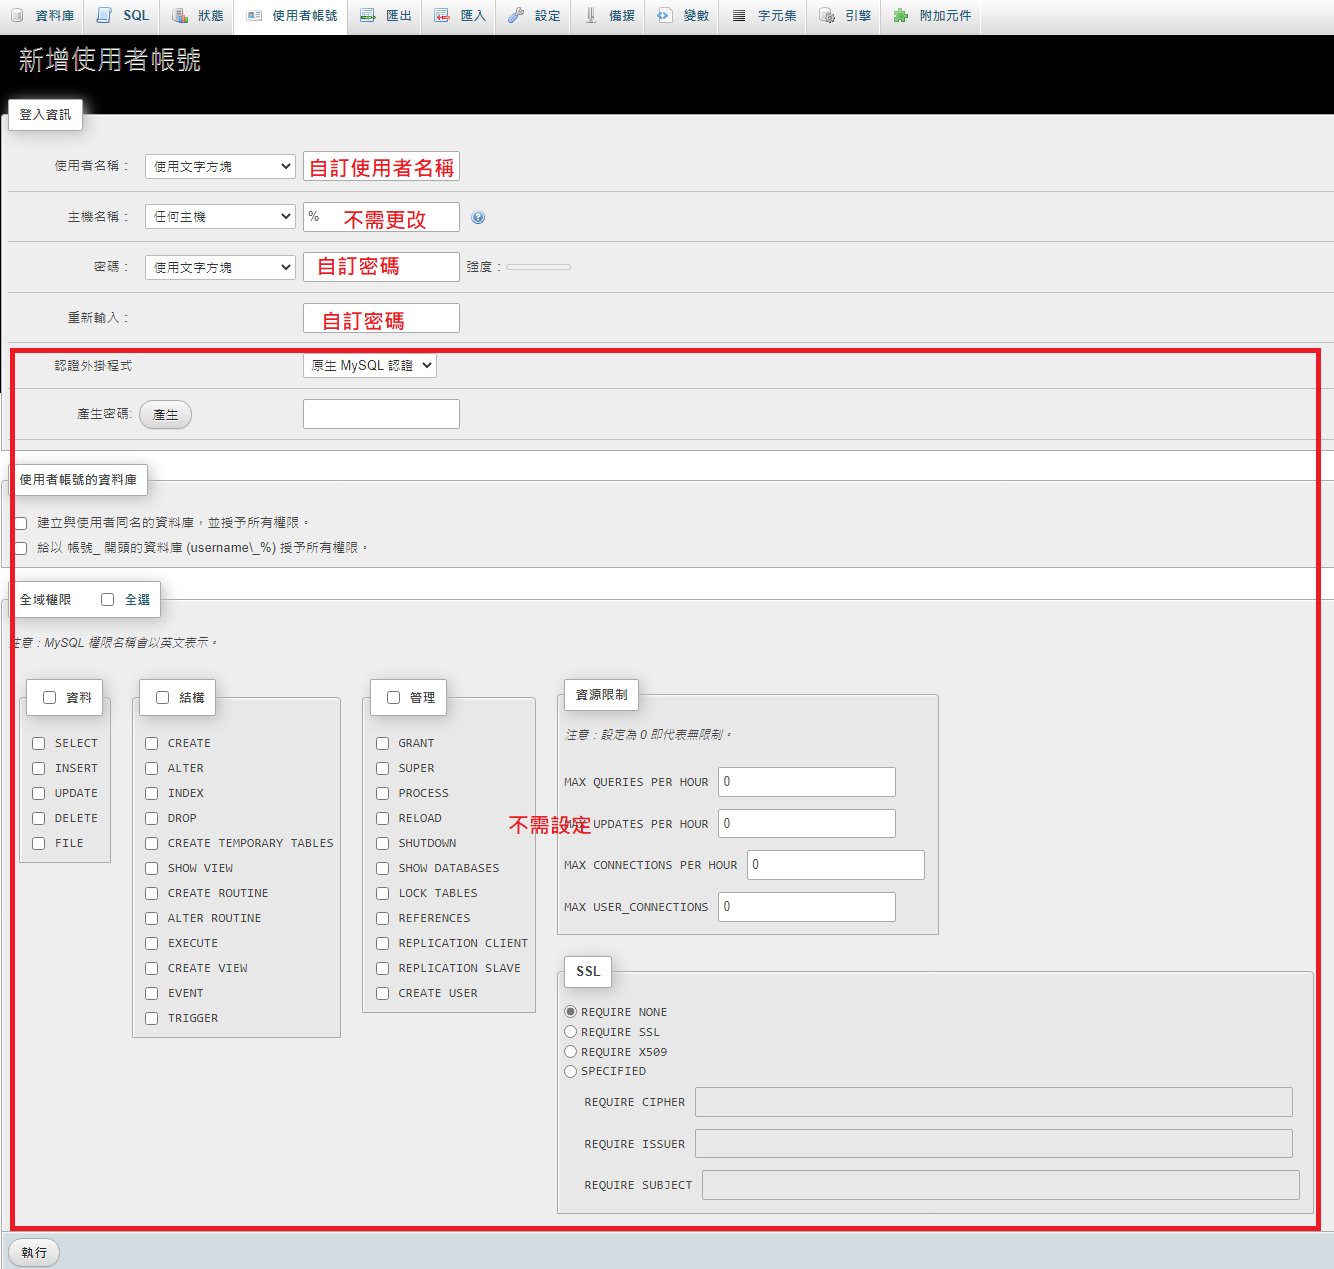 資料庫 SQL 狀態 使用者帳號 匯出 匯入 設定 備援 變數 字元集 引擎 附加元件
新增使用者帳號
登入資訊
使用者名稱： 使用文字方塊 自訂使用者名稱
主機名稱： 任何主機 % 不需更改
密碼： 使用文字方塊 自訂密碼 強度：
重新輸入： 自訂密碼
認證外掛程式 原生 MySQL 認證
產生密碼: 產生
使用者帳號的資料庫
建立與使用者同名的資料庫，並授予所有權限。
給以 帳號_ 開頭的資料庫 (username\_%) 授予所有權限。
全域權限 全選
注意：MySQL 權限名稱會以英文表示。
資料
SELECT
INSERT
UPDATE
DELETE
FILE
結構
CREATE
ALTER
INDEX
DROP
CREATE TEMPORARY TABLES
SHOW VIEW
CREATE ROUTINE
ALTER ROUTINE
EXECUTE
CREATE VIEW
EVENT
TRIGGER
管理
GRANT
SUPER
PROCESS
RELOAD
SHUTDOWN
SHOW DATABASES
LOCK TABLES
REFERENCES
REPLICATION CLIENT
REPLICATION SLAVE
CREATE USER
不需設定
資源限制
注意：設定為 0 即代表無限制。
MAX QUERIES PER HOUR 0
MAX UPDATES PER HOUR 0
MAX CONNECTIONS PER HOUR 0
MAX USER_CONNECTIONS 0
SSL
REQUIRE NONE
REQUIRE SSL
REQUIRE X509
SPECIFIED
REQUIRE CIPHER
REQUIRE ISSUER
REQUIRE SUBJECT
執行